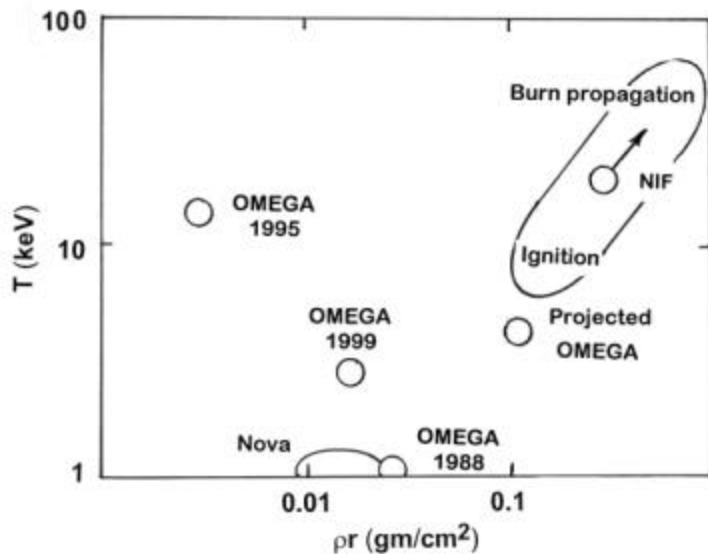 100
Burn propagation
NIF
OMEGA
1995
10
T (keV)
Ignition
OMEGA
1999
Projected
OMEGA
Nova
OMEGA
1988
1
0.01
0.1
ρr (gm/cm²)